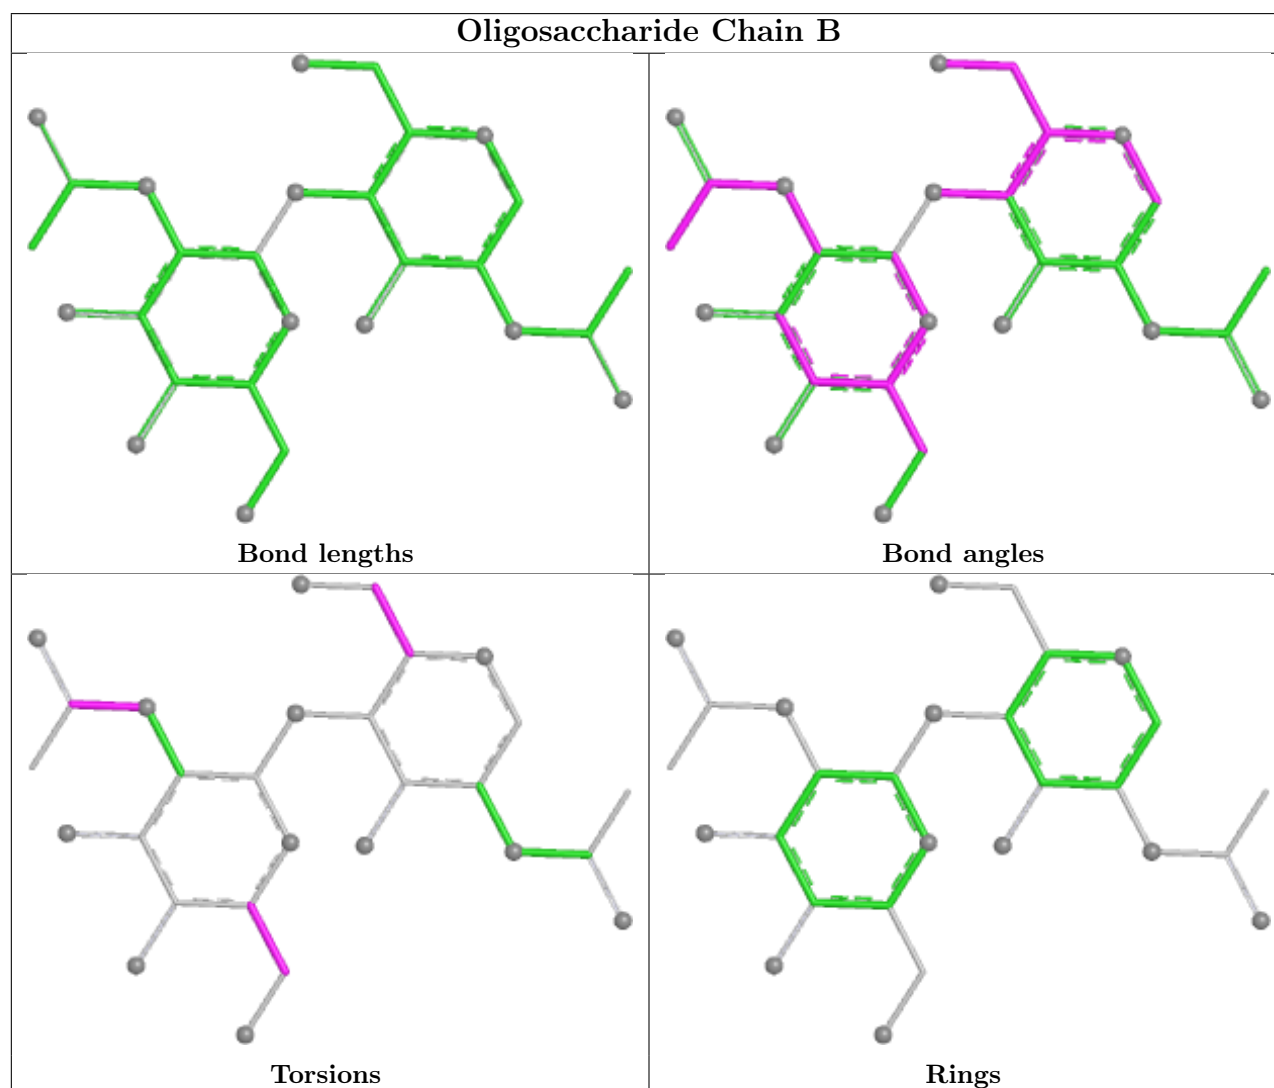 Oligosaccharide Chain B
Bond lengths
Bond angles
Torsions
Rings